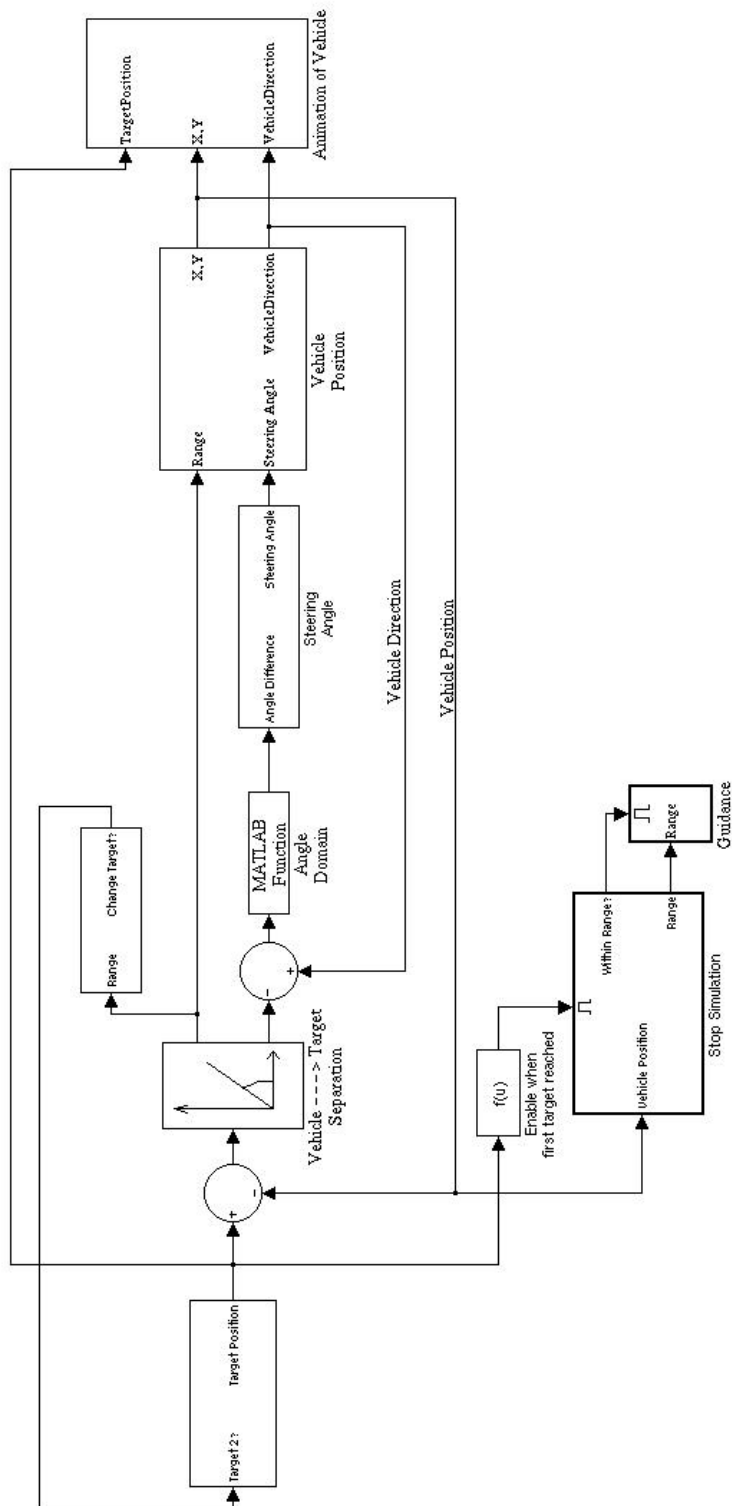 Target 2?
Target Position
+
-
Vehicle ----> Target
Separation
Range
Change Target?
-
+
MATLAB
Function
Angle
Domain
Angle Difference
Steering Angle
Steering
Angle
Range
Steering Angle
X,Y
VehicleDirection
Vehicle
Position
TargetPosition
X,Y
VehicleDirection
Animation of Vehicle
Vehicle Direction
Vehicle Position
f(u)
Enable when
first target reached
Vehicle Position
Within Range?
Range
Stop Simulation
Range
Guidance